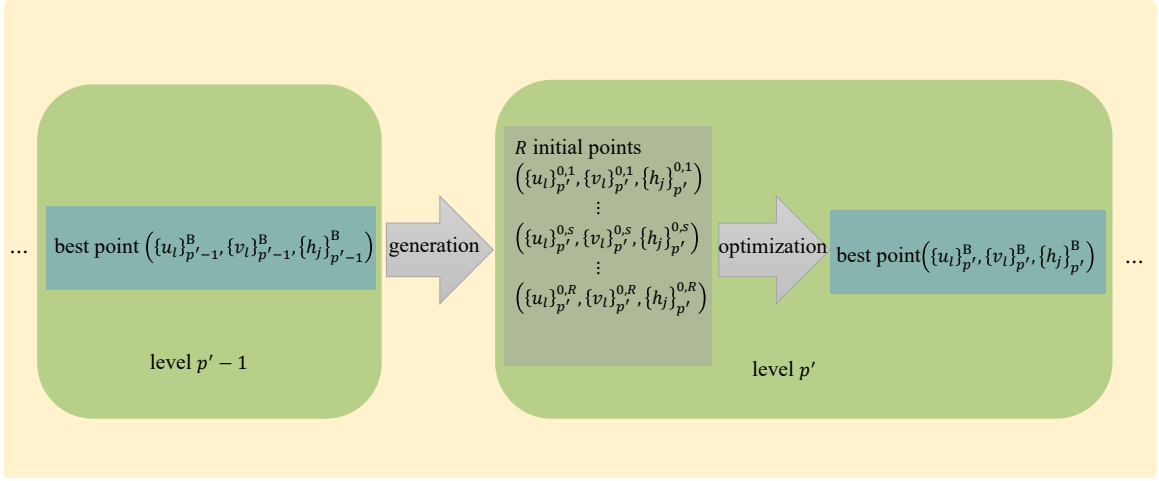 ...
best point ({u_l}^B_{p′−1}, {v_l}^B_{p′−1}, {h_j}^B_{p′−1})
level p′ − 1
generation
R initial points
({u_l}^{0,1}_{p′}, {v_l}^{0,1}_{p′}, {h_j}^{0,1}_{p′})
⋮
({u_l}^{0,s}_{p′}, {v_l}^{0,s}_{p′}, {h_j}^{0,s}_{p′})
⋮
({u_l}^{0,R}_{p′}, {v_l}^{0,R}_{p′}, {h_j}^{0,R}_{p′})
optimization
best point({u_l}^B_{p′}, {v_l}^B_{p′}, {h_j}^B_{p′})
level p′
...